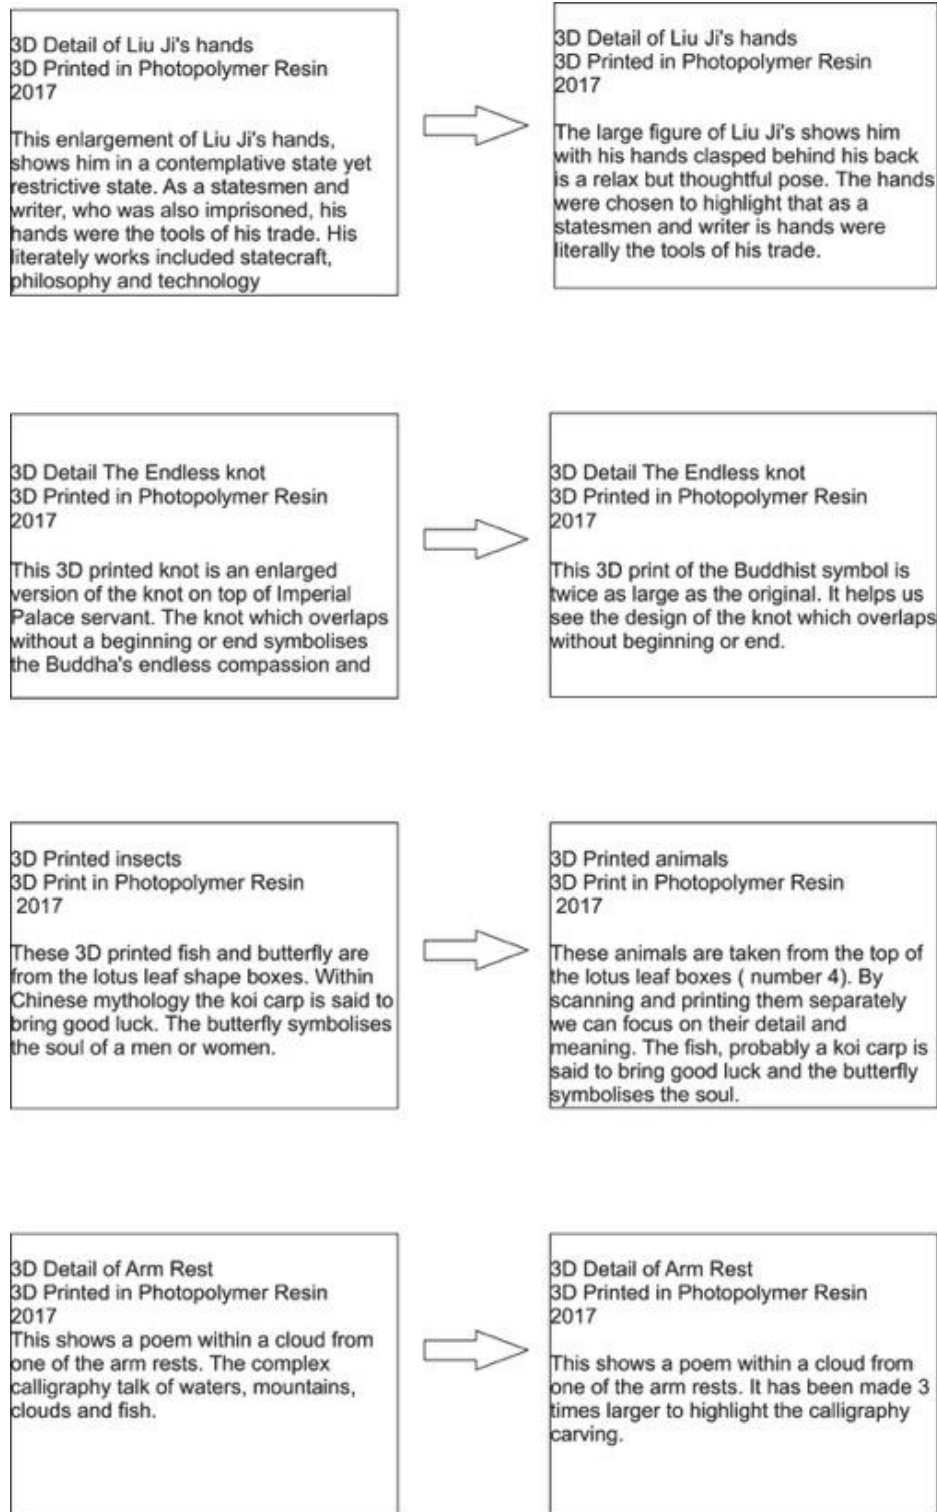 3D Detail of Liu Ji's hands
3D Printed in Photopolymer Resin
2017
This enlargement of Liu Ji's hands,
shows him in a contemplative state yet
restrictive state. As a statesmen and
writer, who was also imprisoned, his
hands were the tools of his trade. His
literately works included statecraft,
philosophy and technology
3D Detail of Liu Ji's hands
3D Printed in Photopolymer Resin
2017
The large figure of Liu Ji's shows him
with his hands clasped behind his back
is a relax but thoughtful pose. The hands
were chosen to highlight that as a
statesmen and writer is hands were
literally the tools of his trade.
3D Detail The Endless knot
3D Printed in Photopolymer Resin
2017
This 3D printed knot is an enlarged
version of the knot on top of Imperial
Palace servant. The knot which overlaps
without a beginning or end symbolises
the Buddha's endless compassion and
3D Detail The Endless knot
3D Printed in Photopolymer Resin
2017
This 3D print of the Buddhist symbol is
twice as large as the original. It helps us
see the design of the knot which overlaps
without beginning or end.
3D Printed insects
3D Print in Photopolymer Resin
2017
These 3D printed fish and butterfly are
from the lotus leaf shape boxes. Within
Chinese mythology the koi carp is said to
bring good luck. The butterfly symbolises
the soul of a men or women.
3D Printed animals
3D Print in Photopolymer Resin
2017
These animals are taken from the top of
the lotus leaf boxes ( number 4). By
scanning and printing them separately
we can focus on their detail and
meaning. The fish, probably a koi carp is
said to bring good luck and the butterfly
symbolises the soul.
3D Detail of Arm Rest
3D Printed in Photopolymer Resin
2017
This shows a poem within a cloud from
one of the arm rests. The complex
calligraphy talk of waters, mountains,
clouds and fish.
3D Detail of Arm Rest
3D Printed in Photopolymer Resin
2017
This shows a poem within a cloud from
one of the arm rests. It has been made 3
times larger to highlight the calligraphy
carving.